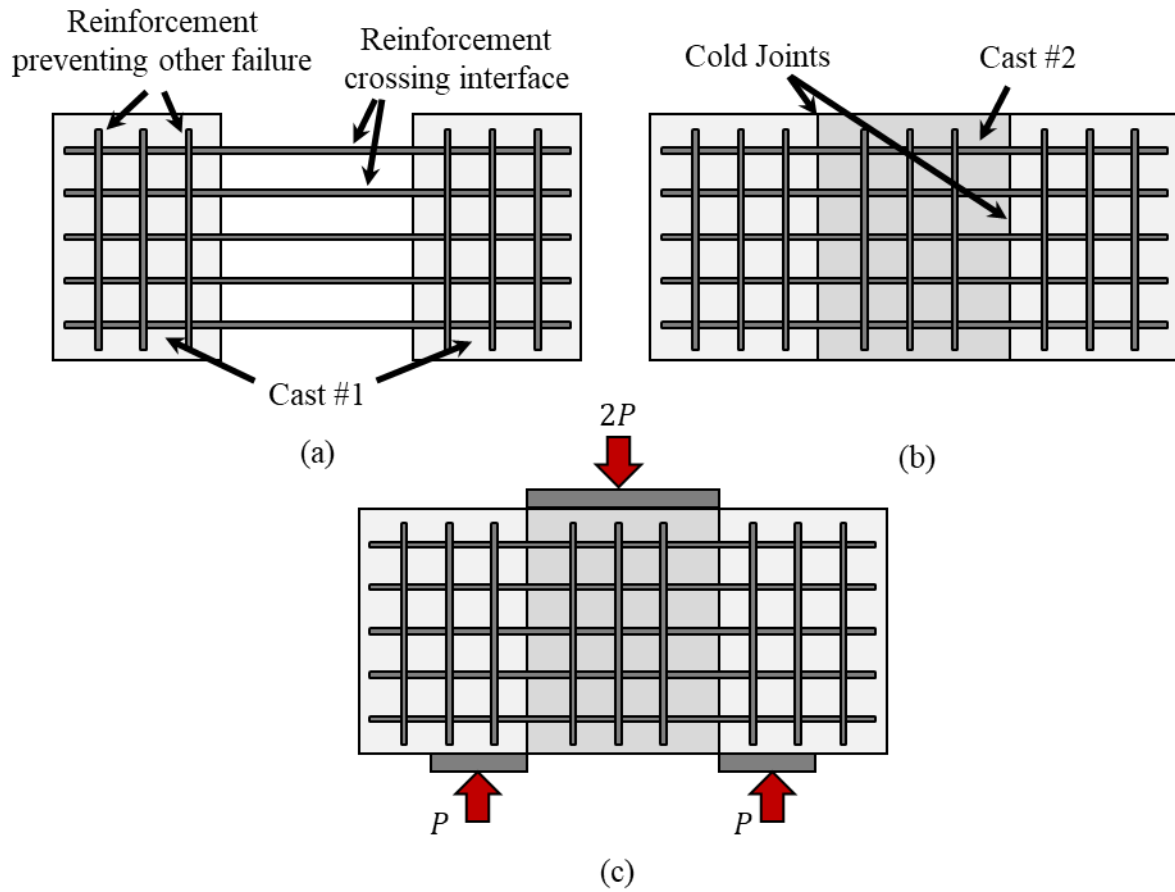 Reinforcement
preventing other failure
Reinforcement
crossing interface
Cast #1
(a)
Cold Joints
Cast #2
(b)
2P
P
P
(c)